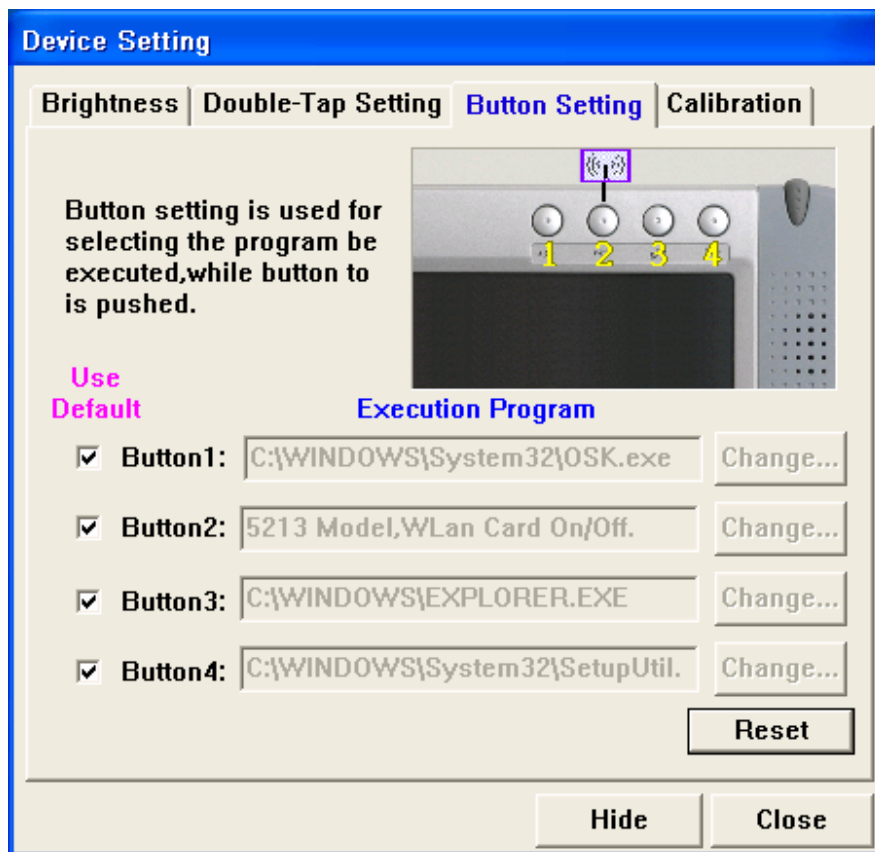 Device Setting
Brightness Double-Tap Setting Button Setting Calibration
Button setting is used for
selecting the program be
executed,while button to
is pushed.
1 2 3 4
Use
Default
Execution Program
Button1: C:\WINDOWS\System32\OSK.exe Change...
Button2: 5213 Model,WLan Card On/Off. Change...
Button3: C:\WINDOWS\EXPLORER.EXE Change...
Button4: C:\WINDOWS\System32\SetupUtil. Change...
Reset
Hide Close